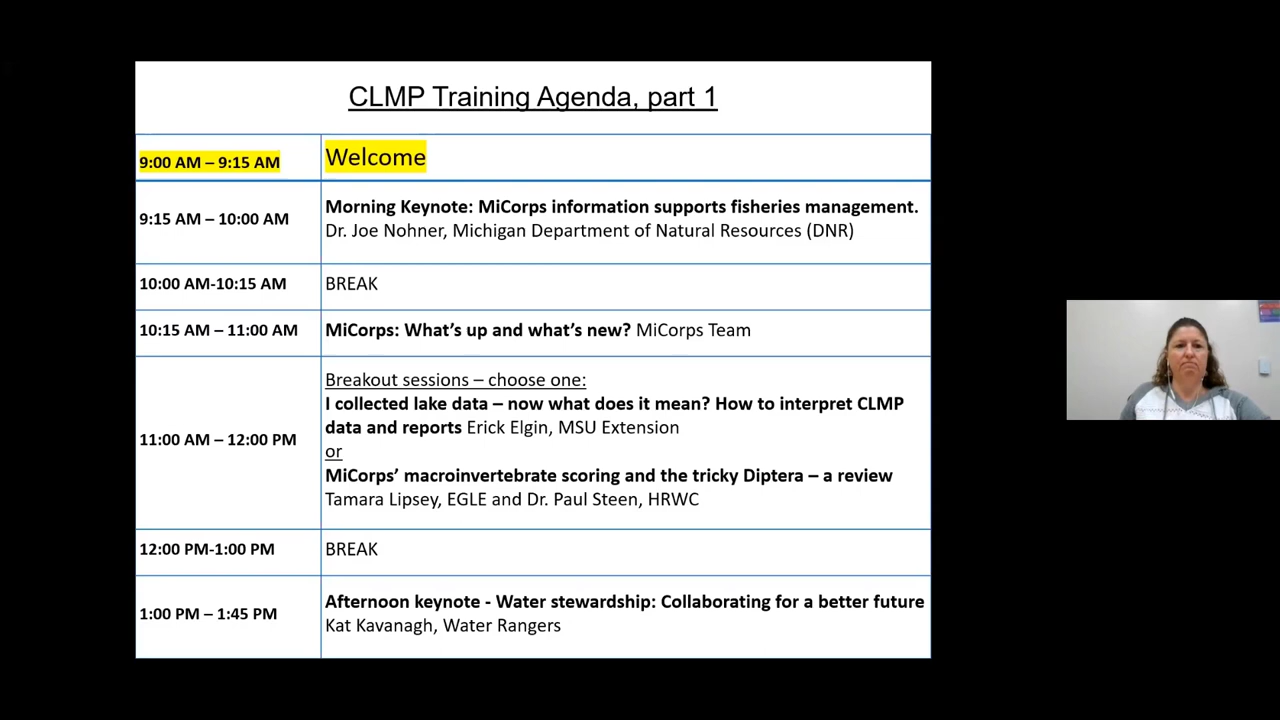 CLMP Training Agenda, part 1
9:00 AM – 9:15 AM
Welcome
9:15 AM – 10:00 AM
Morning Keynote: MiCorps information supports fisheries management.
Dr. Joe Nohner, Michigan Department of Natural Resources (DNR)
10:00 AM-10:15 AM
BREAK
10:15 AM – 11:00 AM
MiCorps: What’s up and what’s new? MiCorps Team
11:00 AM – 12:00 PM
Breakout sessions – choose one:
I collected lake data – now what does it mean? How to interpret CLMP
data and reports Erick Elgin, MSU Extension
or
MiCorps’ macroinvertebrate scoring and the tricky Diptera – a review
Tamara Lipsey, EGLE and Dr. Paul Steen, HRWC
12:00 PM-1:00 PM
BREAK
1:00 PM – 1:45 PM
Afternoon keynote - Water stewardship: Collaborating for a better future
Kat Kavanagh, Water Rangers